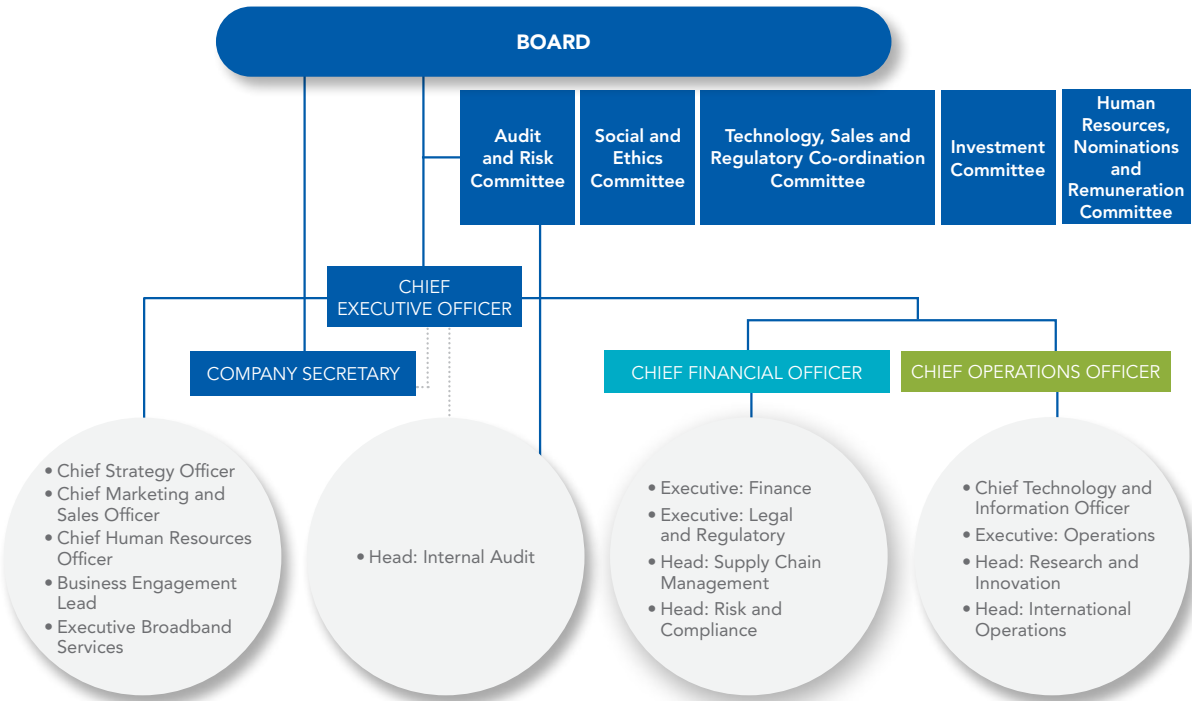 BOARD
Audit
and Risk
Committee
Social and
Ethics
Committee
Technology, Sales and
Regulatory Co-ordination
Committee
Investment
Committee
Human
Resources,
Nominations
and
Remuneration
Committee
CHIEF
EXECUTIVE OFFICER
COMPANY SECRETARY
CHIEF FINANCIAL OFFICER
CHIEF OPERATIONS OFFICER
• Chief Strategy Officer
• Chief Marketing and
Sales Officer
• Chief Human Resources
Officer
• Business Engagement
Lead
• Executive Broadband
Services
• Head: Internal Audit
• Executive: Finance
• Executive: Legal
and Regulatory
• Head: Supply Chain
Management
• Head: Risk and
Compliance
• Chief Technology and
Information Officer
• Executive: Operations
• Head: Research and
Innovation
• Head: International
Operations